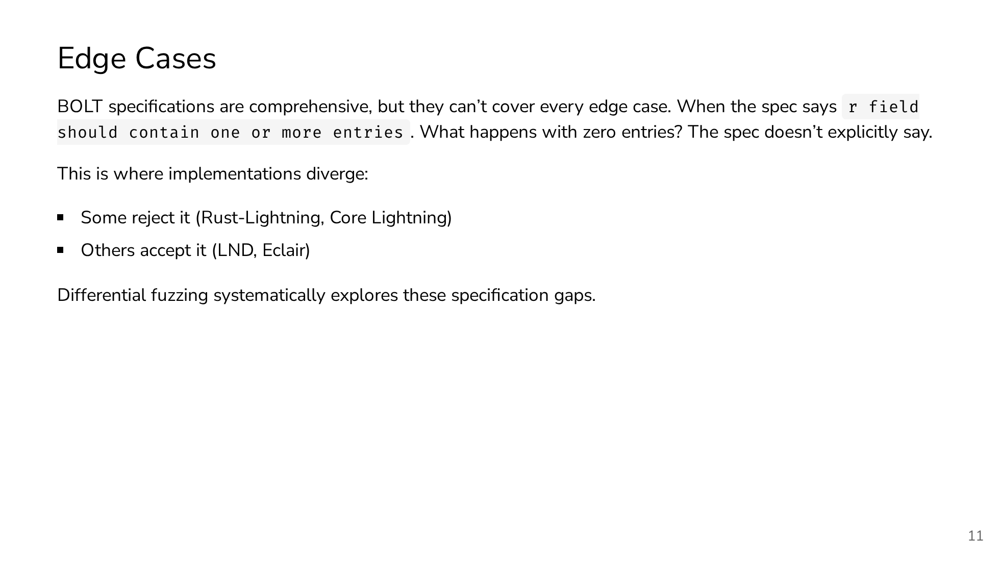 Edge Cases
BOLT specifications are comprehensive, but they can’t cover every edge case. When the spec says r field
should contain one or more entries. What happens with zero entries? The spec doesn’t explicitly say.
This is where implementations diverge:
▪ Some reject it (Rust-Lightning, Core Lightning)
▪ Others accept it (LND, Eclair)
Differential fuzzing systematically explores these specification gaps.
11